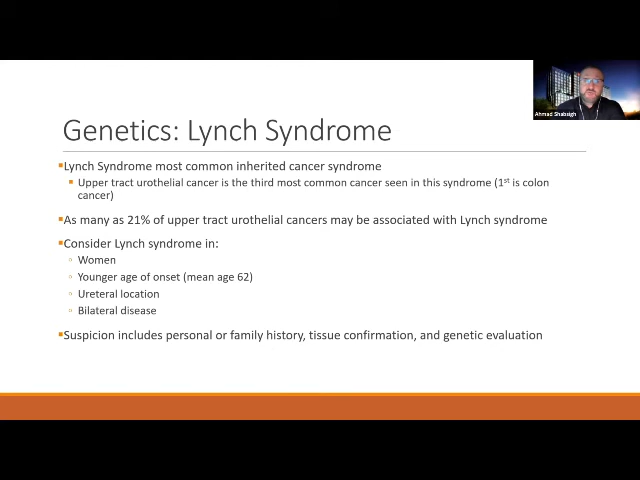 Ahmad Shabsigh
Genetics: Lynch Syndrome
▪Lynch Syndrome most common inherited cancer syndrome
▪ Upper tract urothelial cancer is the third most common cancer seen in this syndrome (1st is colon
cancer)
▪As many as 21% of upper tract urothelial cancers may be associated with Lynch syndrome
▪Consider Lynch syndrome in:
◦ Women
◦ Younger age of onset (mean age 62)
◦ Ureteral location
◦ Bilateral disease
▪Suspicion includes personal or family history, tissue confirmation, and genetic evaluation